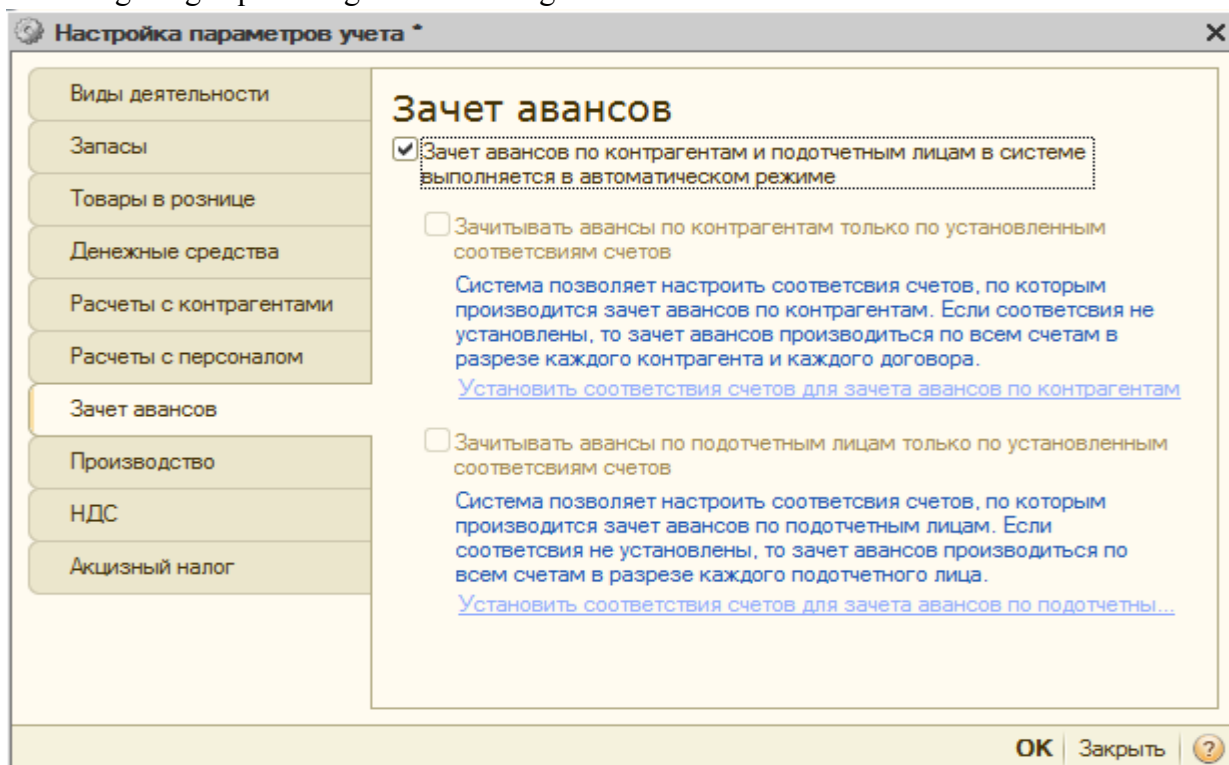 Настройка параметров учета *
Виды деятельности
Запасы
Товары в рознице
Денежные средства
Расчеты с контрагентами
Расчеты с персоналом
Зачет авансов
Производство
НДС
Акцизный налог
Зачет авансов
Зачет авансов по контрагентам и подотчетным лицам в системе
выполняется в автоматическом режиме
Зачитывать авансы по контрагентам только по установленным
соответсвиям счетов
Система позволяет настроить соответсвия счетов, по которым
производится зачет авансов по контрагентам. Если соответсвия не
установлены, то зачет авансов производиться по всем счетам в
разрезе каждого контрагента и каждого договора.
Установить соответствия счетов для зачета авансов по контрагентам
Зачитывать авансы по подотчетным лицам только по установленным
соответсвиям счетов
Система позволяет настроить соответсвия счетов, по которым
производится зачет авансов по подотчетным лицам. Если
соответсвия не установлены, то зачет авансов производиться по
всем счетам в разрезе каждого подотчетного лица.
Установить соответствия счетов для зачета авансов по подотчетны...
OK Закрыть ?